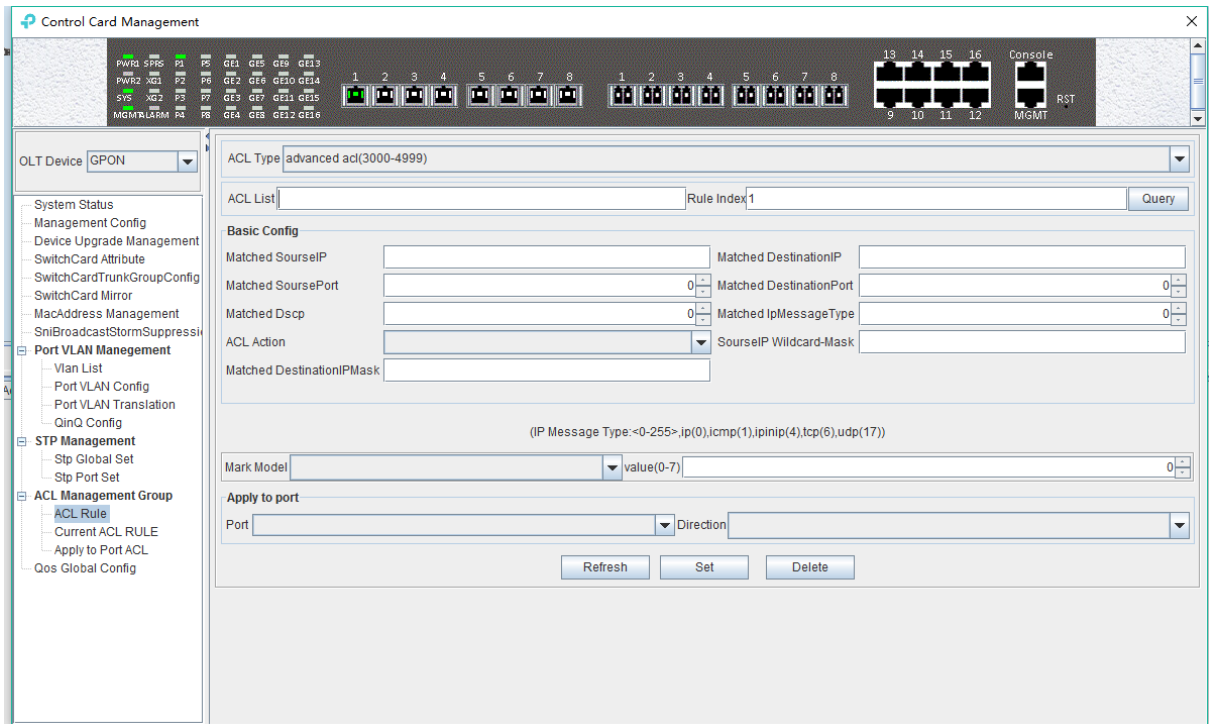 Control Card Management
PWR1 SPRS P1 P5 GE1 GE5 GE9 GE13
PWR2 XG1 P2 P6 GE2 GE6 GE10 GE14
SYS XG2 P3 P7 GE3 GE7 GE11 GE15
MGMT ALARM P4 P8 GE4 GE8 GE12 GE16
1 2 3 4 5 6 7 8 1 2 3 4 5 6 7 8
13 14 15 16 Console
9 10 11 12 MGMT
RST
OLT Device GPON
System Status
Management Config
Device Upgrade Management
SwitchCard Attribute
SwitchCardTrunkGroupConfig
SwitchCard Mirror
MacAddress Management
SniBroadcastStormSuppressi
Port VLAN Manegement
Vlan List
Port VLAN Config
Port VLAN Translation
QinQ Config
STP Management
Stp Global Set
Stp Port Set
ACL Management Group
ACL Rule
Current ACL RULE
Apply to Port ACL
Qos Global Config
ACL Type advanced acl(3000-4999)
ACL List Rule Index 1 Query
Basic Config
Matched SourseIP Matched DestinationIP
Matched SoursePort 0 Matched DestinationPort 0
Matched Dscp 0 Matched IpMessageType 0
ACL Action SourseIP Wildcard-Mask
Matched DestinationIPMask
(IP Message Type:<0-255>,ip(0),icmp(1),ipinip(4),tcp(6),udp(17))
Mark Model value(0-7) 0
Apply to port
Port Direction
Refresh Set Delete